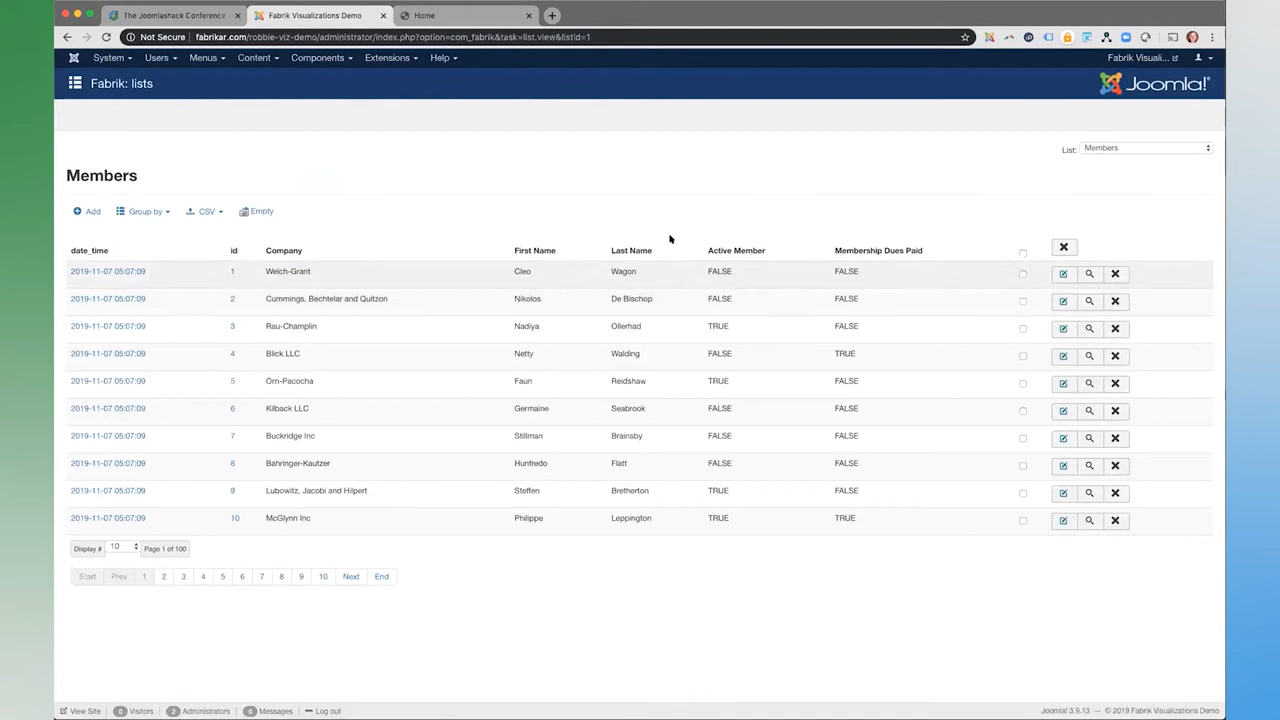 The Joomlashack Conference
Fabrik Visualizations Demo
Home
Not Secure | fabrikar.com/robbie-viz-demo/administrator/index.php?option=com_fabrik&task=list.view&listid=1
System Users Menus Content Components Extensions Help
Fabrik Visuali...
Fabrik: lists
Joomla!
List: Members
Members
Add Group by CSV Empty
date_time id Company First Name Last Name Active Member Membership Dues Paid
2019-11-07 05:07:09 1 Welch-Grant Cleo Wagon FALSE FALSE
2019-11-07 05:07:09 2 Cummings, Bechtelar and Quitzon Nikolos De Bischop FALSE FALSE
2019-11-07 05:07:09 3 Rau-Champlin Nadiya Ollerhad TRUE FALSE
2019-11-07 05:07:09 4 Blick LLC Netty Walding FALSE TRUE
2019-11-07 05:07:09 5 Orn-Pacocha Faun Reidshaw TRUE FALSE
2019-11-07 05:07:09 6 Kilback LLC Germaine Seabrook FALSE FALSE
2019-11-07 05:07:09 7 Buckridge Inc Stillman Brainsby FALSE FALSE
2019-11-07 05:07:09 8 Bahringer-Kautzer Hunfredo Flatt FALSE FALSE
2019-11-07 05:07:09 9 Lubowitz, Jacobi and Hilpert Steffen Bretherton TRUE FALSE
2019-11-07 05:07:09 10 McGlynn Inc Philippe Leppington TRUE TRUE
Display # 10 Page 1 of 100
Start Prev 1 2 3 4 5 6 7 8 9 10 Next End
View Site 0 Visitors 2 Administrators 0 Messages Log out
Joomla! 3.9.13 — © 2019 Fabrik Visualizations Demo